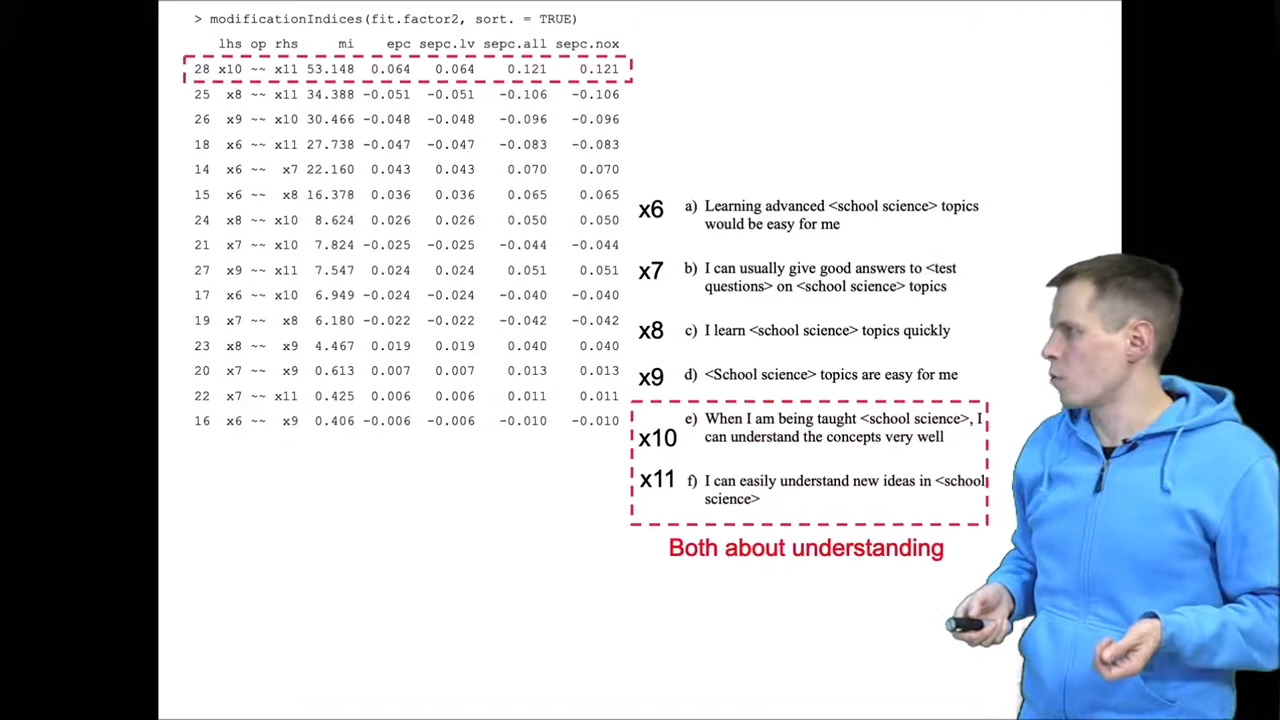 > modificationIndices(fit.factor2, sort. = TRUE)
lhs op rhs mi epc sepc.lv sepc.all sepc.nox
28 x10 ~~ x11 53.148 0.064 0.064 0.121 0.121
25 x8 ~~ x11 34.388 -0.051 -0.051 -0.106 -0.106
26 x9 ~~ x10 30.466 -0.048 -0.048 -0.096 -0.096
18 x6 ~~ x11 27.738 -0.047 -0.047 -0.083 -0.083
14 x6 ~~ x7 22.160 0.043 0.043 0.070 0.070
15 x6 ~~ x8 16.378 0.036 0.036 0.065 0.065
24 x8 ~~ x10 8.624 0.026 0.026 0.050 0.050
21 x7 ~~ x10 7.824 -0.025 -0.025 -0.044 -0.044
27 x9 ~~ x11 7.547 0.024 0.024 0.051 0.051
17 x6 ~~ x10 6.949 -0.024 -0.024 -0.040 -0.040
19 x7 ~~ x8 6.180 -0.022 -0.022 -0.042 -0.042
23 x8 ~~ x9 4.467 0.019 0.019 0.040 0.040
20 x7 ~~ x9 0.613 0.007 0.007 0.013 0.013
22 x7 ~~ x11 0.425 0.006 0.006 0.011 0.011
16 x6 ~~ x9 0.406 -0.006 -0.006 -0.010 -0.010
x6 a) Learning advanced <school science> topics
would be easy for me
x7 b) I can usually give good answers to <test
questions> on <school science> topics
x8 c) I learn <school science> topics quickly
x9 d) <School science> topics are easy for me
x10 e) When I am being taught <school science>, I
can understand the concepts very well
x11 f) I can easily understand new ideas in <school
science>
Both about understanding